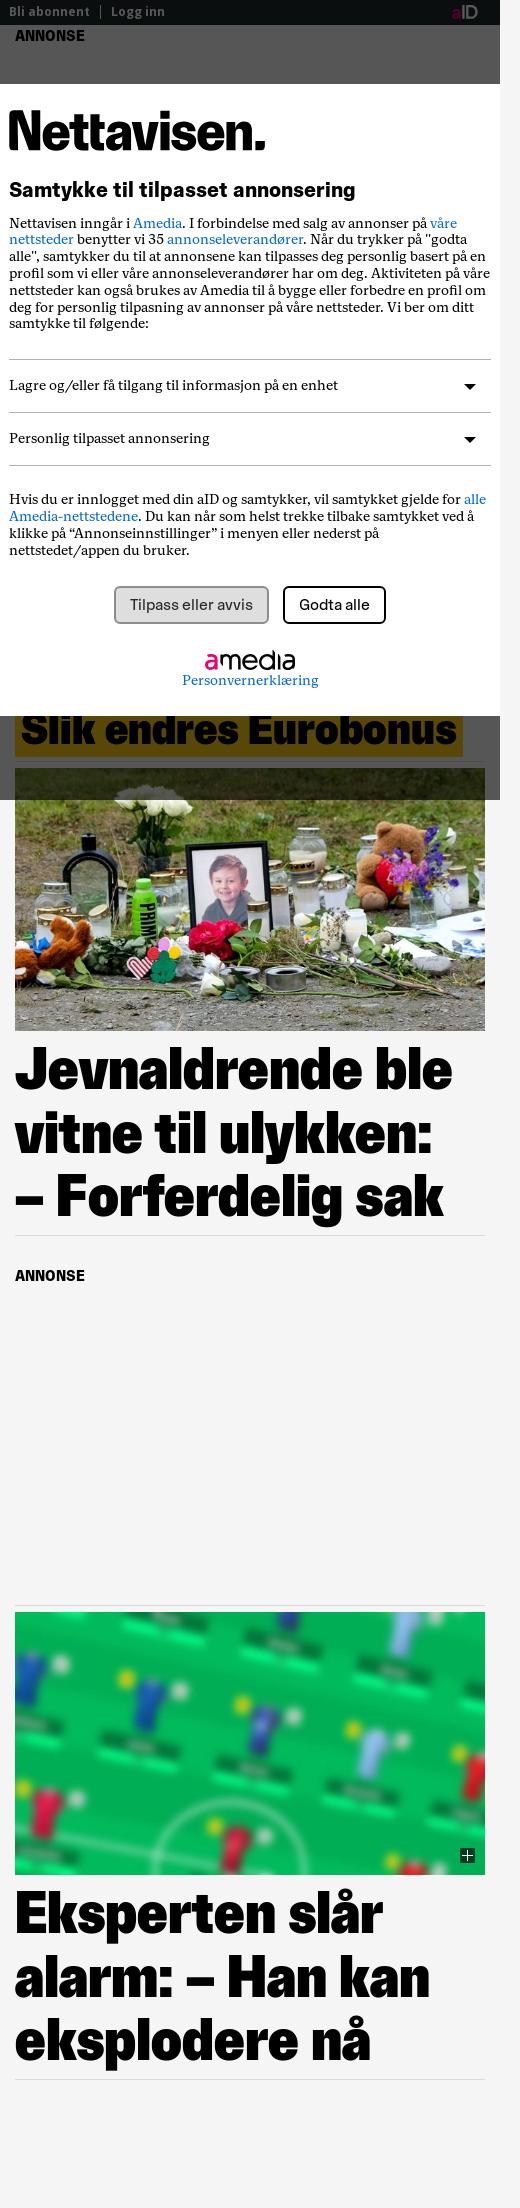 Bli abonnent
Logg inn
aID
ANNONSE
Nettavisen.
Samtykke til tilpasset annonsering
Nettavisen inngår i Amedia. I forbindelse med salg av annonser på våre
nettsteder benytter vi 35 annonseleverandører. Når du trykker på "godta
alle", samtykker du til at annonsene kan tilpasses deg personlig basert på en
profil som vi eller våre annonseleverandører har om deg. Aktiviteten på våre
nettsteder kan også brukes av Amedia til å bygge eller forbedre en profil om
deg for personlig tilpasning av annonser på våre nettsteder. Vi ber om ditt
samtykke til følgende:
Lagre og/eller få tilgang til informasjon på en enhet
Personlig tilpasset annonsering
Hvis du er innlogget med din aID og samtykker, vil samtykket gjelde for alle
Amedia-nettstedene. Du kan når som helst trekke tilbake samtykket ved å
klikke på “Annonseinnstillinger” i menyen eller nederst på
nettstedet/appen du bruker.
Tilpass eller avvis
Godta alle
amedia
Personvernerklæring
Slik endres Eurobonus
PRIM
Jevnaldrende ble
vitne til ulykken:
– Forferdelig sak
ANNONSE
Eksperten slår
alarm: – Han kan
eksplodere nå